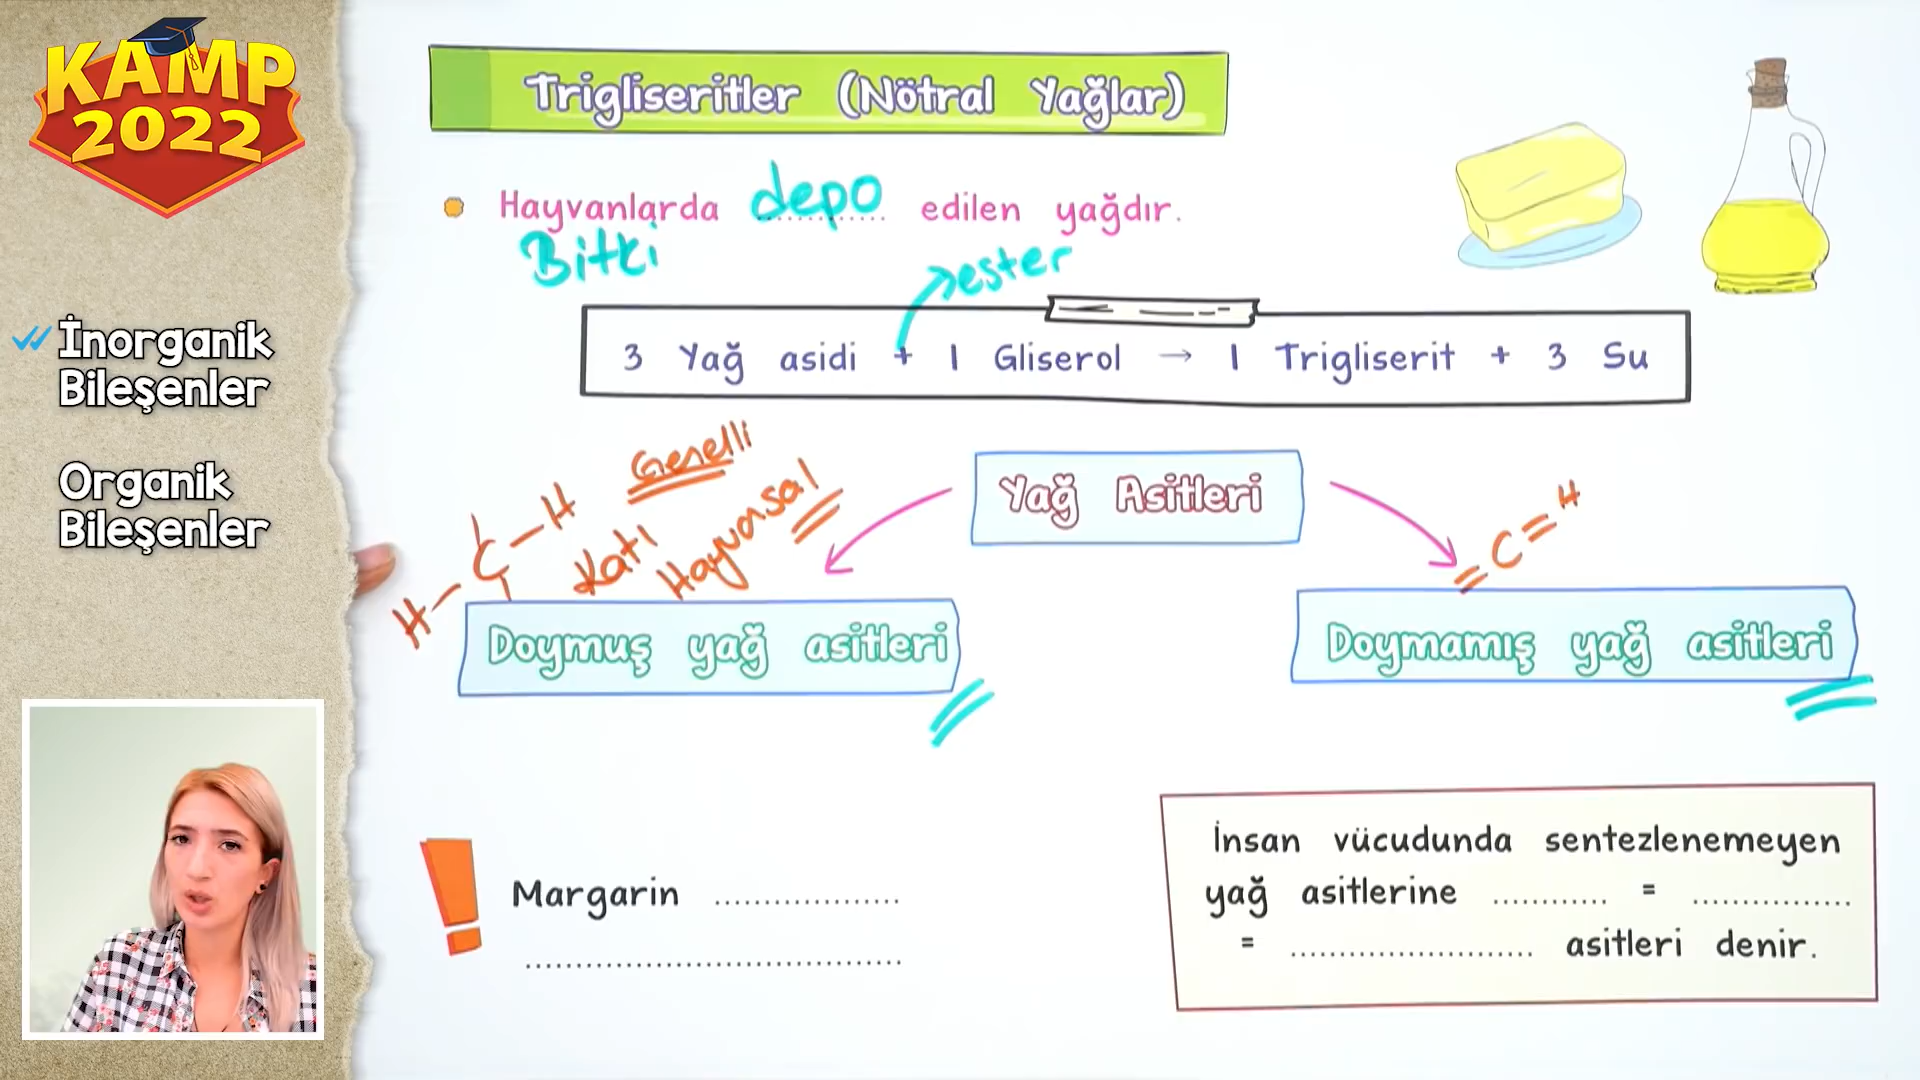 KAMP
2022
İnorganik
Bileşenler
Organik
Bileşenler
Trigliseritler (Nötral Yağlar)
Hayvanlarda depo edilen yağdır.
Bitki
ester
3 Yağ asidi + 1 Gliserol → 1 Trigliserit + 3 Su
Genelli
Katı
Hayvansal
H – C – H
Yağ Asitleri
= C = H
Doymuş yağ asitleri
Doymamış yağ asitleri
! Margarin ...................
.......................................
İnsan vücudunda sentezlenemeyen
yağ asitlerine ............ = ................
= ......................... asitleri denir.